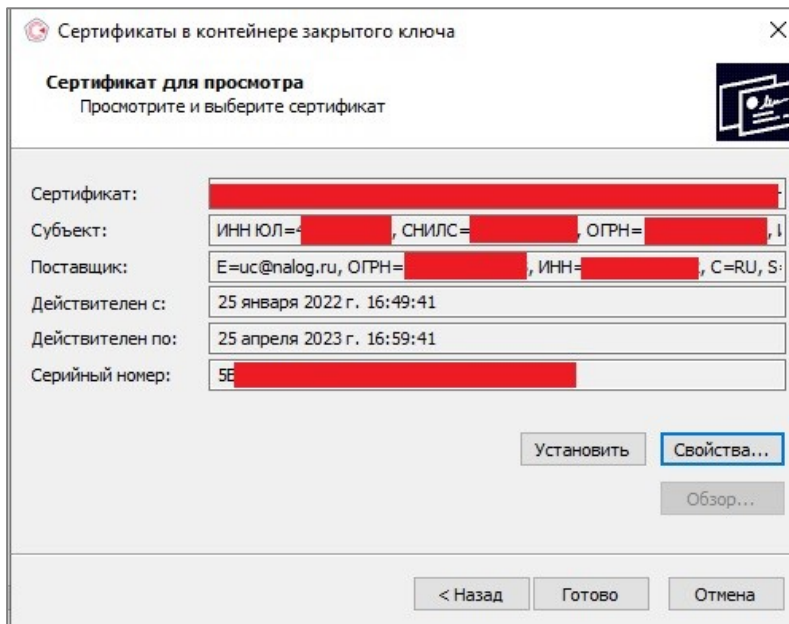 Сертификаты в контейнере закрытого ключа
Сертификат для просмотра
Просмотрите и выберите сертификат
Сертификат:
Субъект: ИНН ЮЛ=4 , СНИЛС= , ОГРН= , И
Поставщик: E=uc@nalog.ru, ОГРН= , ИНН= , C=RU, S=
Действителен с: 25 января 2022 г. 16:49:41
Действителен по: 25 апреля 2023 г. 16:59:41
Серийный номер: 5E
Установить Свойства...
Обзор...
< Назад Готово Отмена